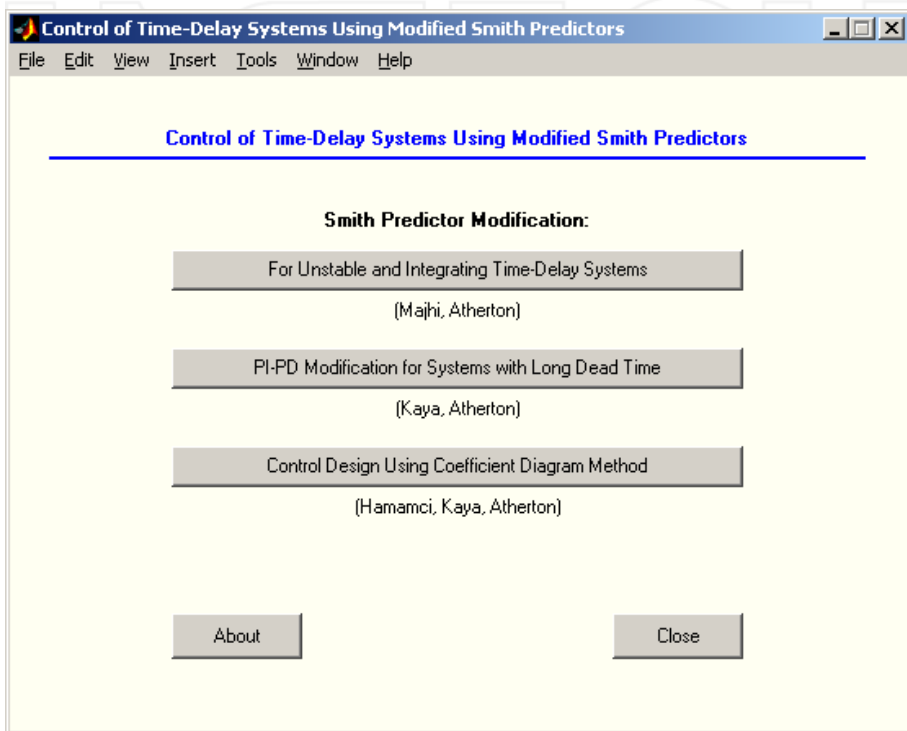 Control of Time-Delay Systems Using Modified Smith Predictors
File Edit View Insert Tools Window Help
Control of Time-Delay Systems Using Modified Smith Predictors
Smith Predictor Modification:
For Unstable and Integrating Time-Delay Systems
(Majhi, Atherton)
PI-PD Modification for Systems with Long Dead Time
(Kaya, Atherton)
Control Design Using Coefficient Diagram Method
(Hamamci, Kaya, Atherton)
About Close